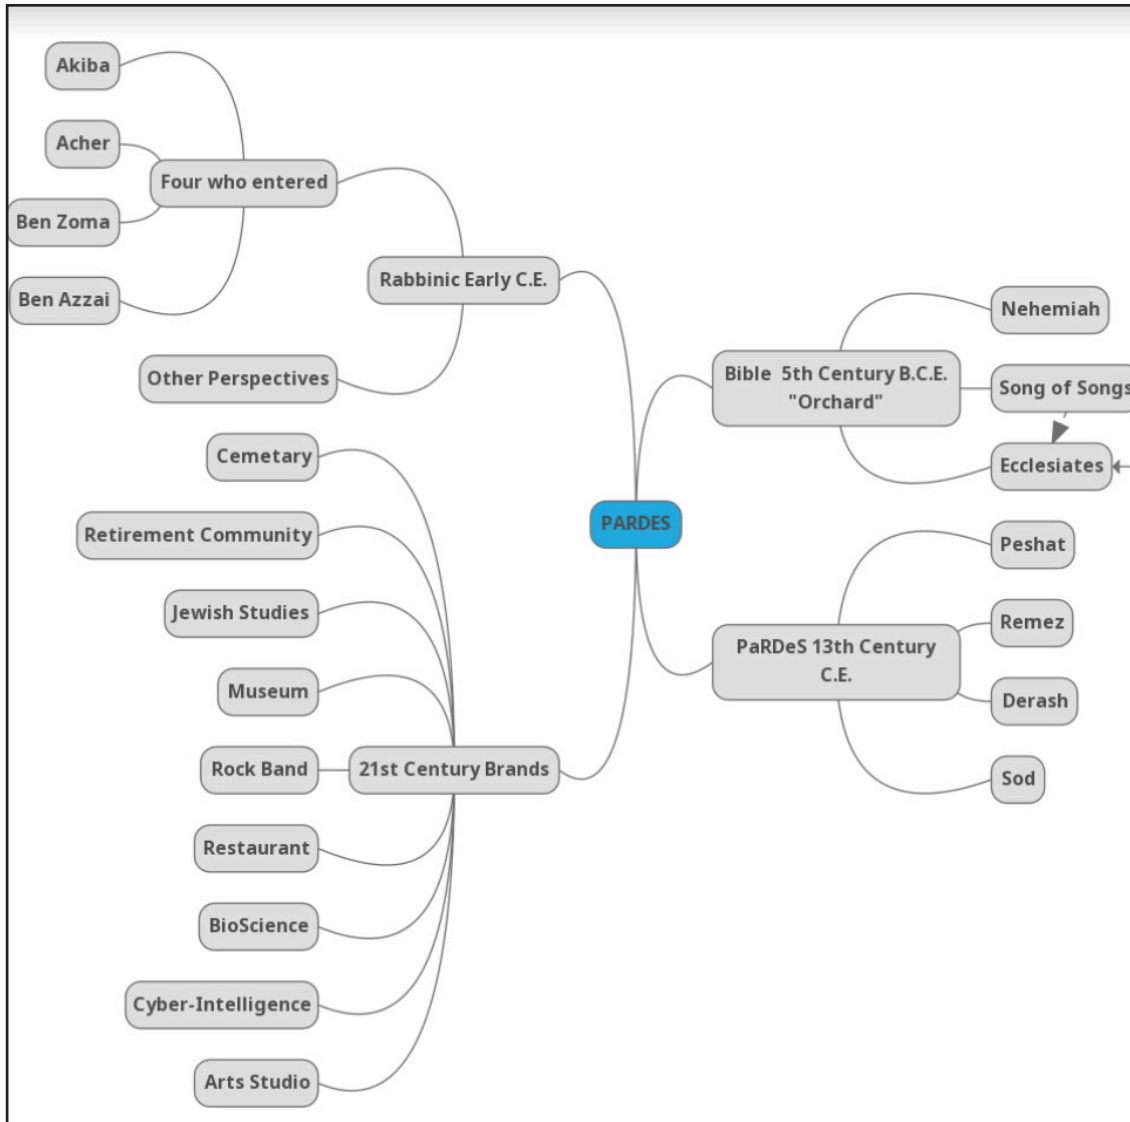 Akiba
Acher
Four who entered
Ben Zoma
Ben Azzai
Rabbinic Early C.E.
Other Perspectives
Cemetary
Retirement Community
Jewish Studies
Museum
Rock Band
21st Century Brands
Restaurant
BioScience
Cyber-Intelligence
Arts Studio
PARDES
Bible  5th Century B.C.E.
"Orchard"
Nehemiah
Song of Songs
Ecclesiates
PaRDeS 13th Century
C.E.
Peshat
Remez
Derash
Sod